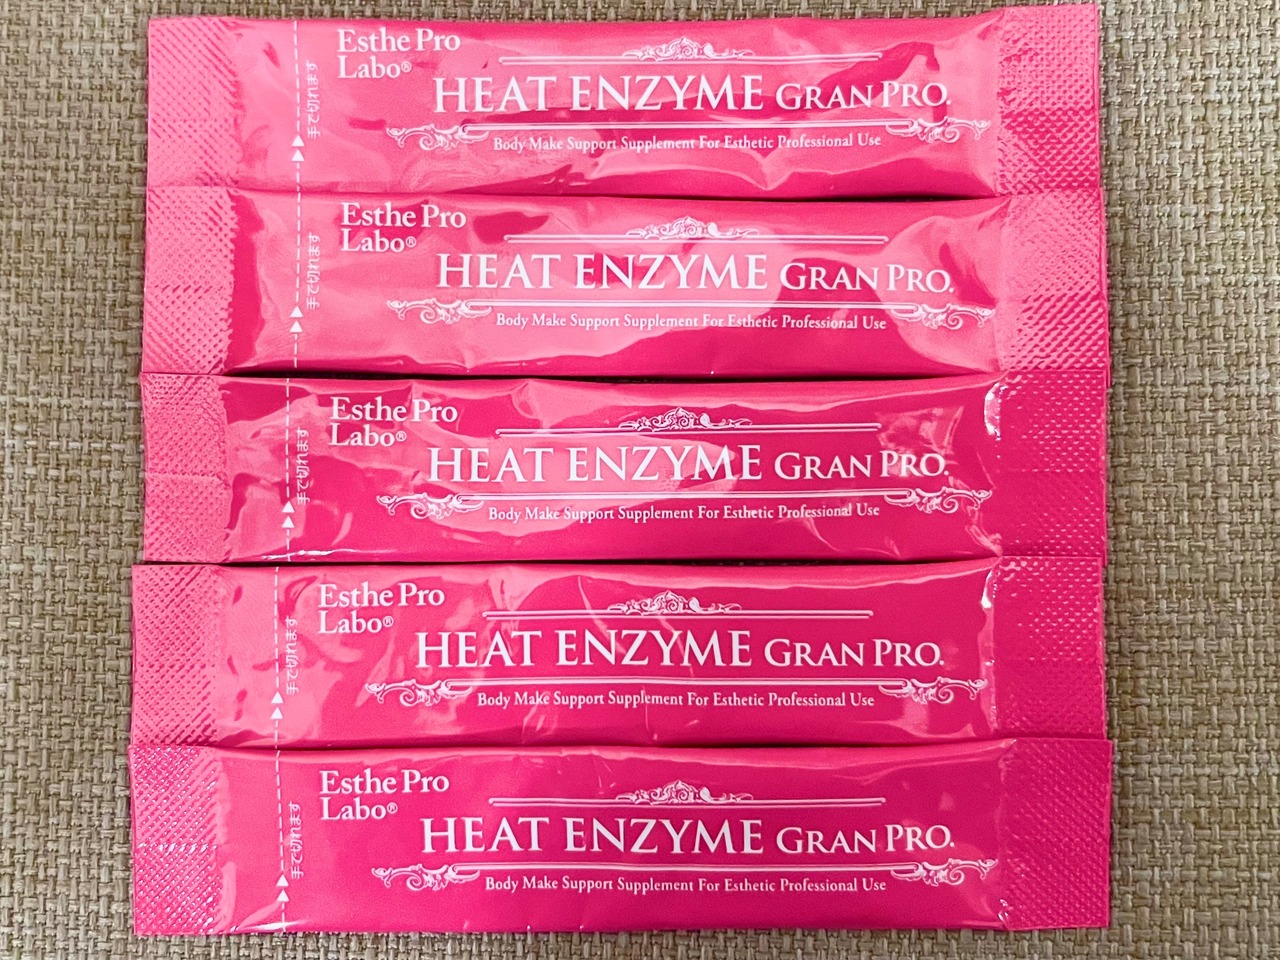 Esthe Pro
Labo®
手で切れます
HEAT ENZYME GRAN PRO.
Body Make Support Supplement For Esthetic Professional Use
Esthe Pro
Labo®
手で切れます
HEAT ENZYME GRAN PRO.
Body Make Support Supplement For Esthetic Professional Use
Esthe Pro
Labo®
手で切れます
HEAT ENZYME GRAN PRO.
Body Make Support Supplement For Esthetic Professional Use
Esthe Pro
Labo®
手で切れます
HEAT ENZYME GRAN PRO.
Body Make Support Supplement For Esthetic Professional Use
Esthe Pro
Labo®
手で切れます
HEAT ENZYME GRAN PRO.
Body Make Support Supplement For Esthetic Professional Use